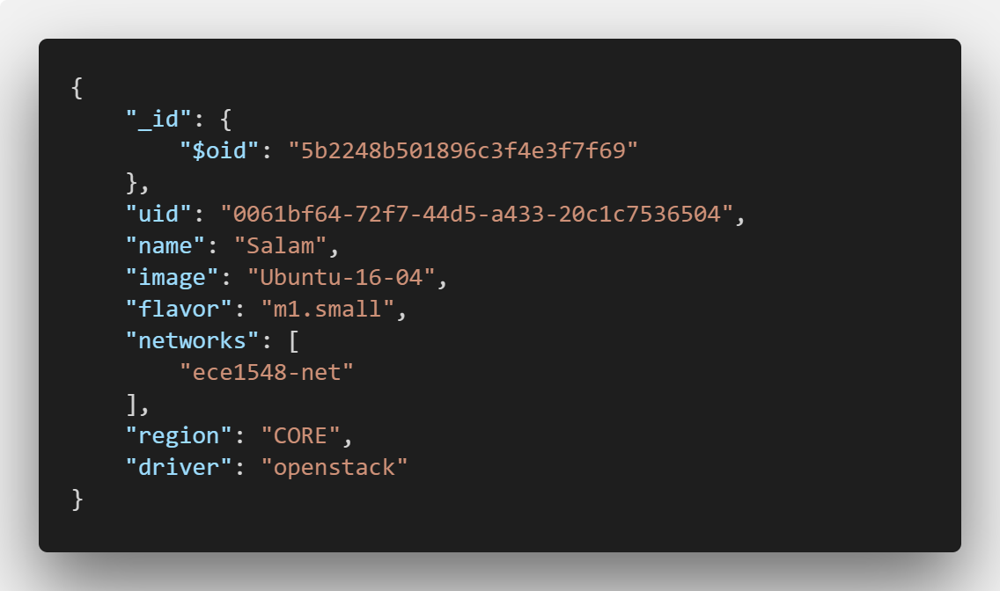 {
    "_id": {
        "$oid": "5b2248b501896c3f4e3f7f69"
    },
    "uid": "0061bf64-72f7-44d5-a433-20c1c7536504",
    "name": "Salam",
    "image": "Ubuntu-16-04",
    "flavor": "m1.small",
    "networks": [
        "ece1548-net"
    ],
    "region": "CORE",
    "driver": "openstack"
}